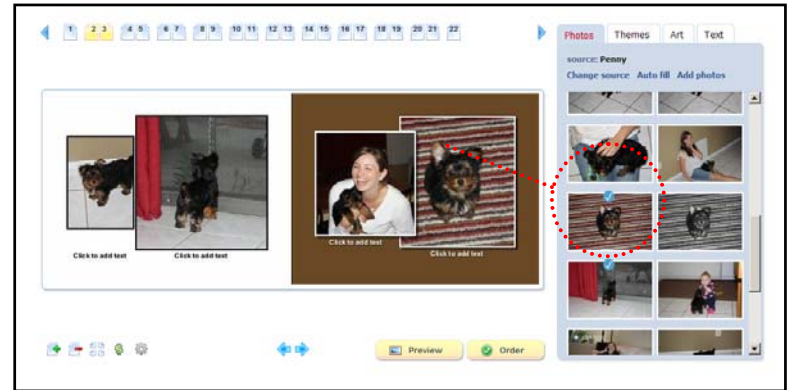 1 2 3 4 5 6 7 8 9 10 11 12 13 14 15 16 17 18 19 20 21 22
Photos Themes Art Text
source: Penny
Change source Auto fill Add photos
Click to add text Click to add text Click to add text Click to add text
Preview Order